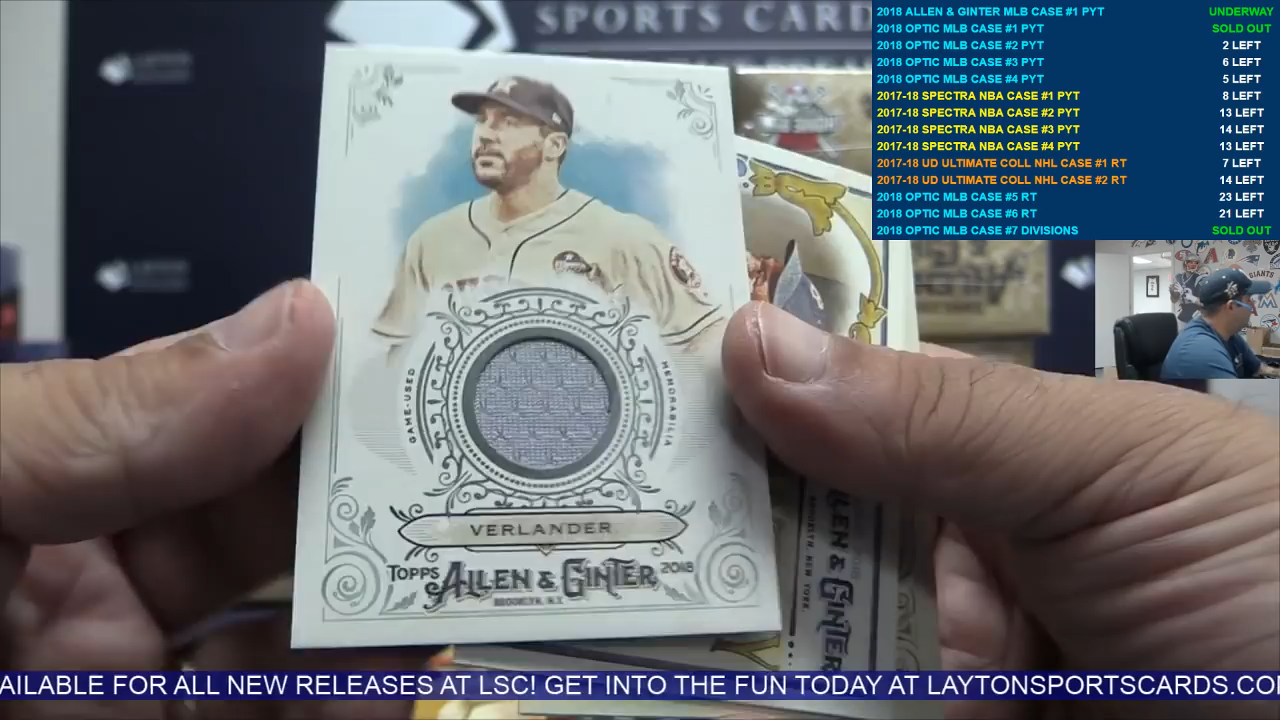 SPORTS CARDS
2018 ALLEN & GINTER MLB CASE #1 PYT UNDERWAY
2018 OPTIC MLB CASE #1 PYT SOLD OUT
2018 OPTIC MLB CASE #2 PYT 2 LEFT
2018 OPTIC MLB CASE #3 PYT 6 LEFT
2018 OPTIC MLB CASE #4 PYT 5 LEFT
2017-18 SPECTRA NBA CASE #1 PYT 8 LEFT
2017-18 SPECTRA NBA CASE #2 PYT 13 LEFT
2017-18 SPECTRA NBA CASE #3 PYT 14 LEFT
2017-18 SPECTRA NBA CASE #4 PYT 13 LEFT
2017-18 UD ULTIMATE COLL NHL CASE #1 RT 7 LEFT
2017-18 UD ULTIMATE COLL NHL CASE #2 RT 14 LEFT
2018 OPTIC MLB CASE #5 RT 23 LEFT
2018 OPTIC MLB CASE #6 RT 21 LEFT
2018 OPTIC MLB CASE #7 DIVISIONS SOLD OUT
GIANTS
GAME-USED
MEMORABILIA
VERLANDER
TOPPS ALLEN & GINTER 2018
BROOKLYN, N.Y.
BROOKLYN, NEW YORK.
LLEN & GINTER
AILABLE FOR ALL NEW RELEASES AT LSC! GET INTO THE FUN TODAY AT LAYTONSPORTSCARDS.CO